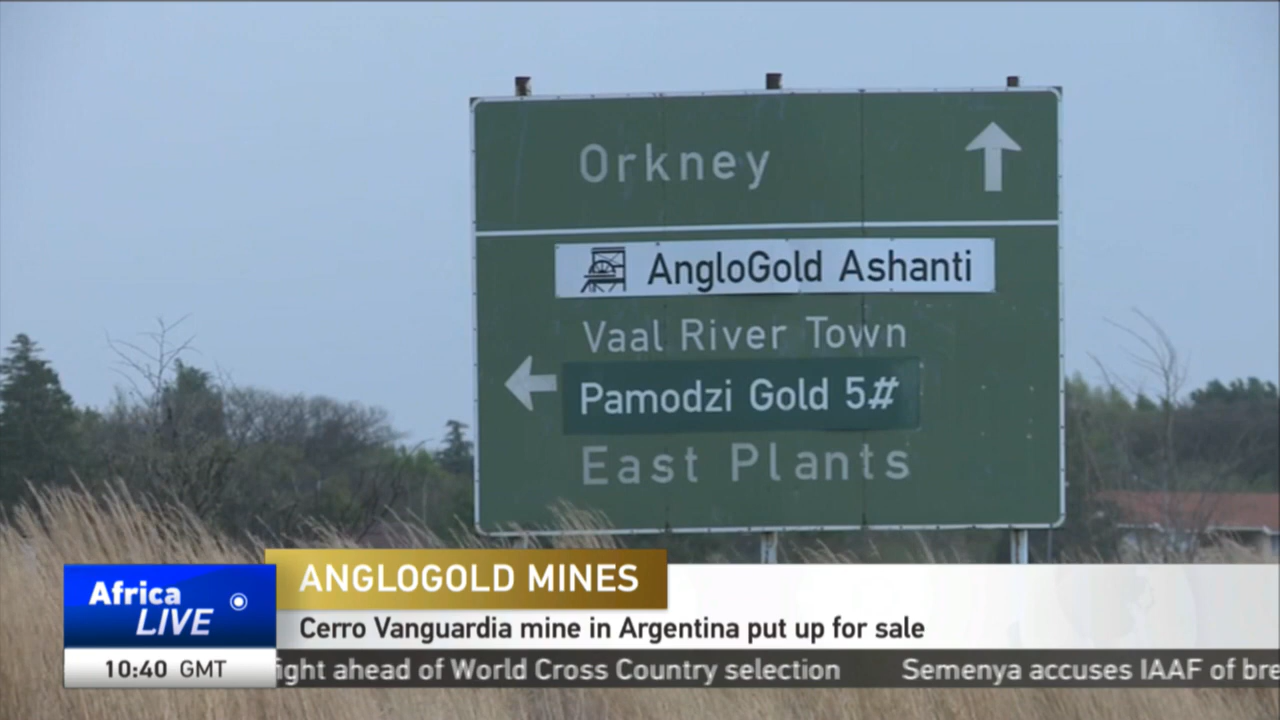 Orkney
AngloGold Ashanti
Vaal River Town
Pamodzi Gold 5#
East Plants
ANGLOGOLD MINES
Africa
LIVE
Cerro Vanguardia mine in Argentina put up for sale
10:40 GMT
ahead of World Cross Country selection Semenya accuses IAAF of